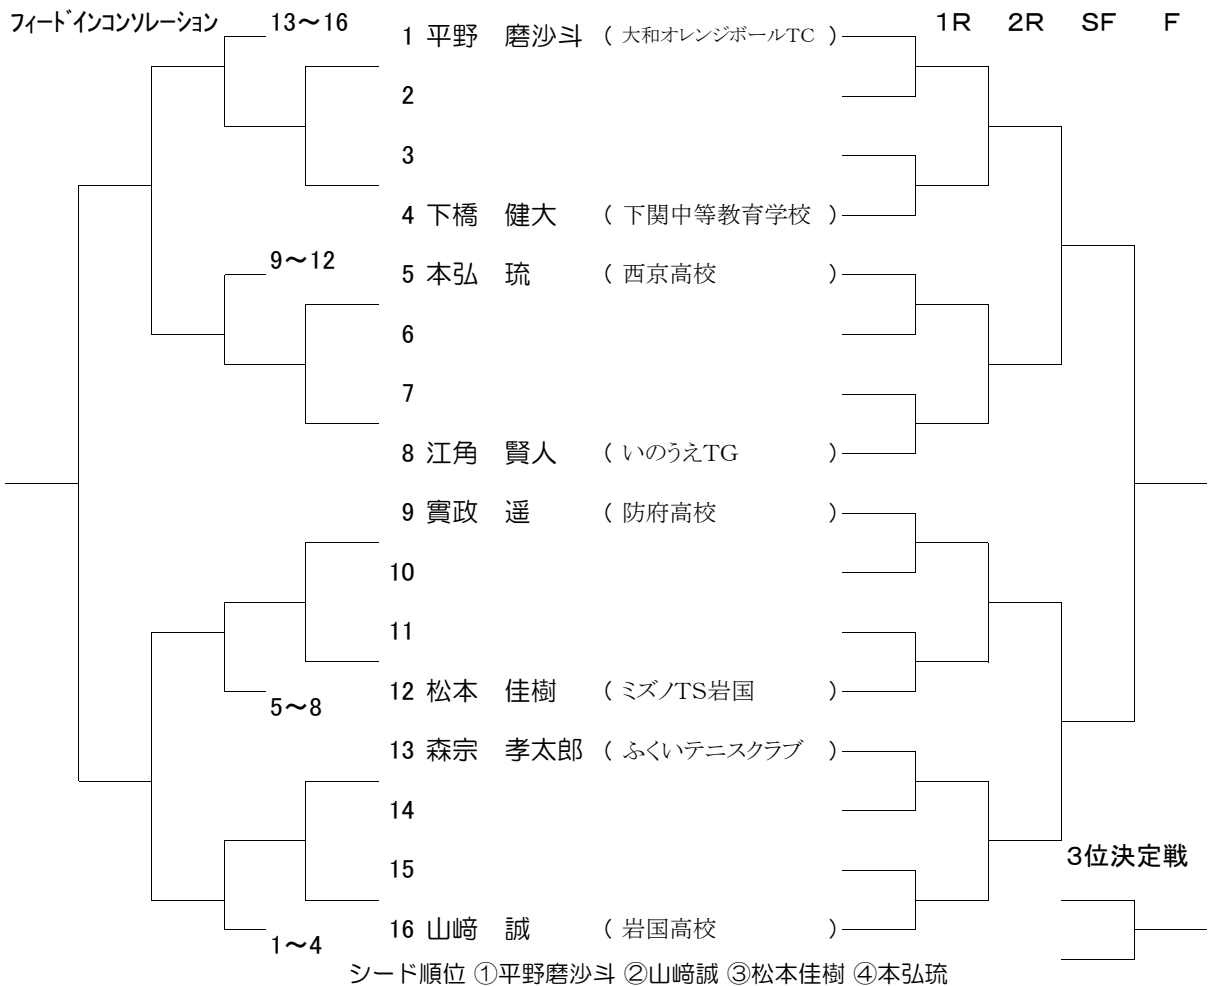 フィードインコンソレーション 13～16 1R 2R SF F
1 平野 磨沙斗 ( 大和オレンジボールTC )
2
3
4 下橋 健大 ( 下関中等教育学校 )
9～12
5 本弘 琉 ( 西京高校 )
6
7
8 江角 賢人 ( いのうえTG )
9 實政 遥 ( 防府高校 )
10
11
12 松本 佳樹 ( ミズノTS岩国 )
5～8
13 森宗 孝太郎 ( ふくいテニスクラブ )
14
3位決定戦
15
16 山﨑 誠 ( 岩国高校 )
1～4
シード順位 ①平野磨沙斗 ②山﨑誠 ③松本佳樹 ④本弘琉